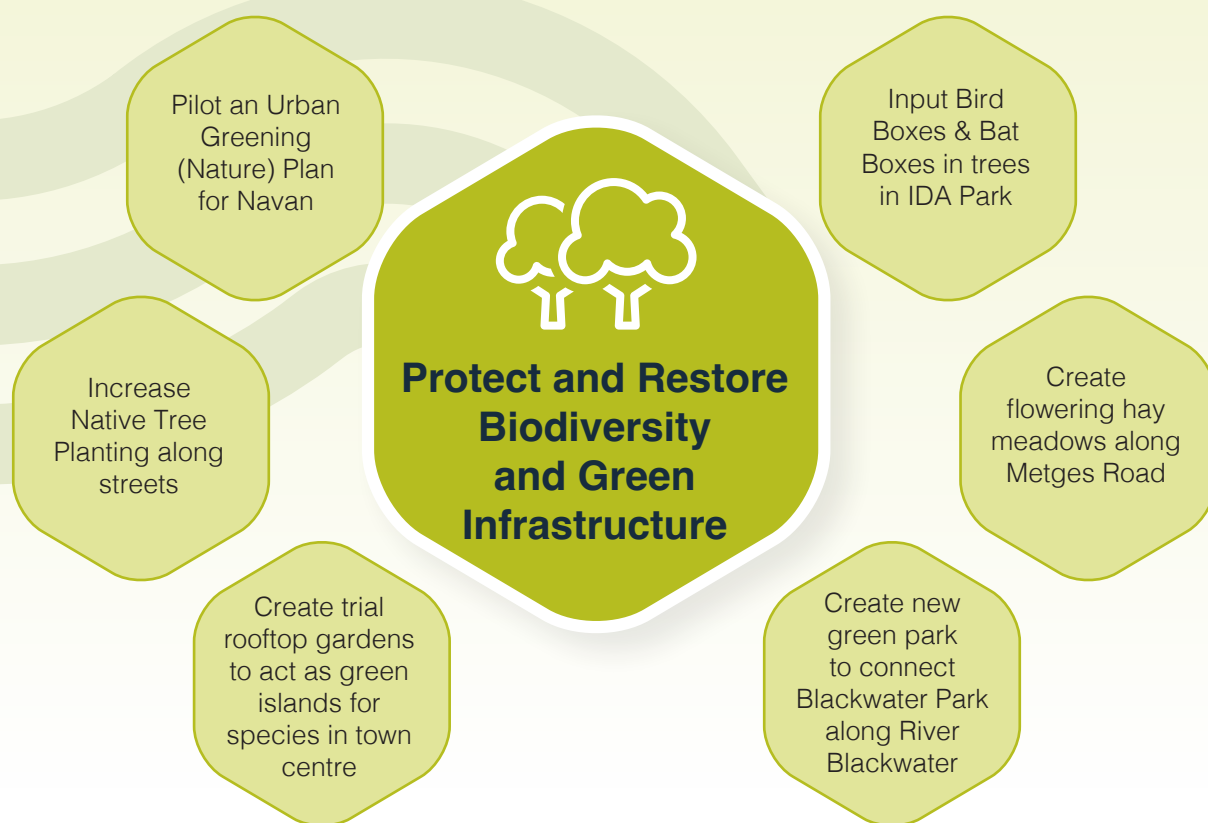 Pilot an Urban
Greening
(Nature) Plan
for Navan
Input Bird
Boxes & Bat
Boxes in trees
in IDA Park
Protect and Restore
Biodiversity
and Green
Infrastructure
Increase
Native Tree
Planting along
streets
Create
flowering hay
meadows along
Metges Road
Create trial
rooftop gardens
to act as green
islands for
species in town
centre
Create new
green park
to connect
Blackwater Park
along River
Blackwater